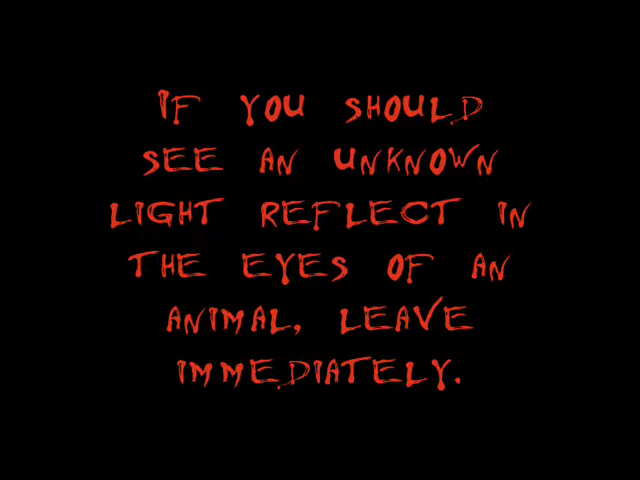 IF YOU SHOULD
SEE AN UNKNOWN
LIGHT REFLECT IN
THE EYES OF AN
ANIMAL, LEAVE
IMMEDIATELY.